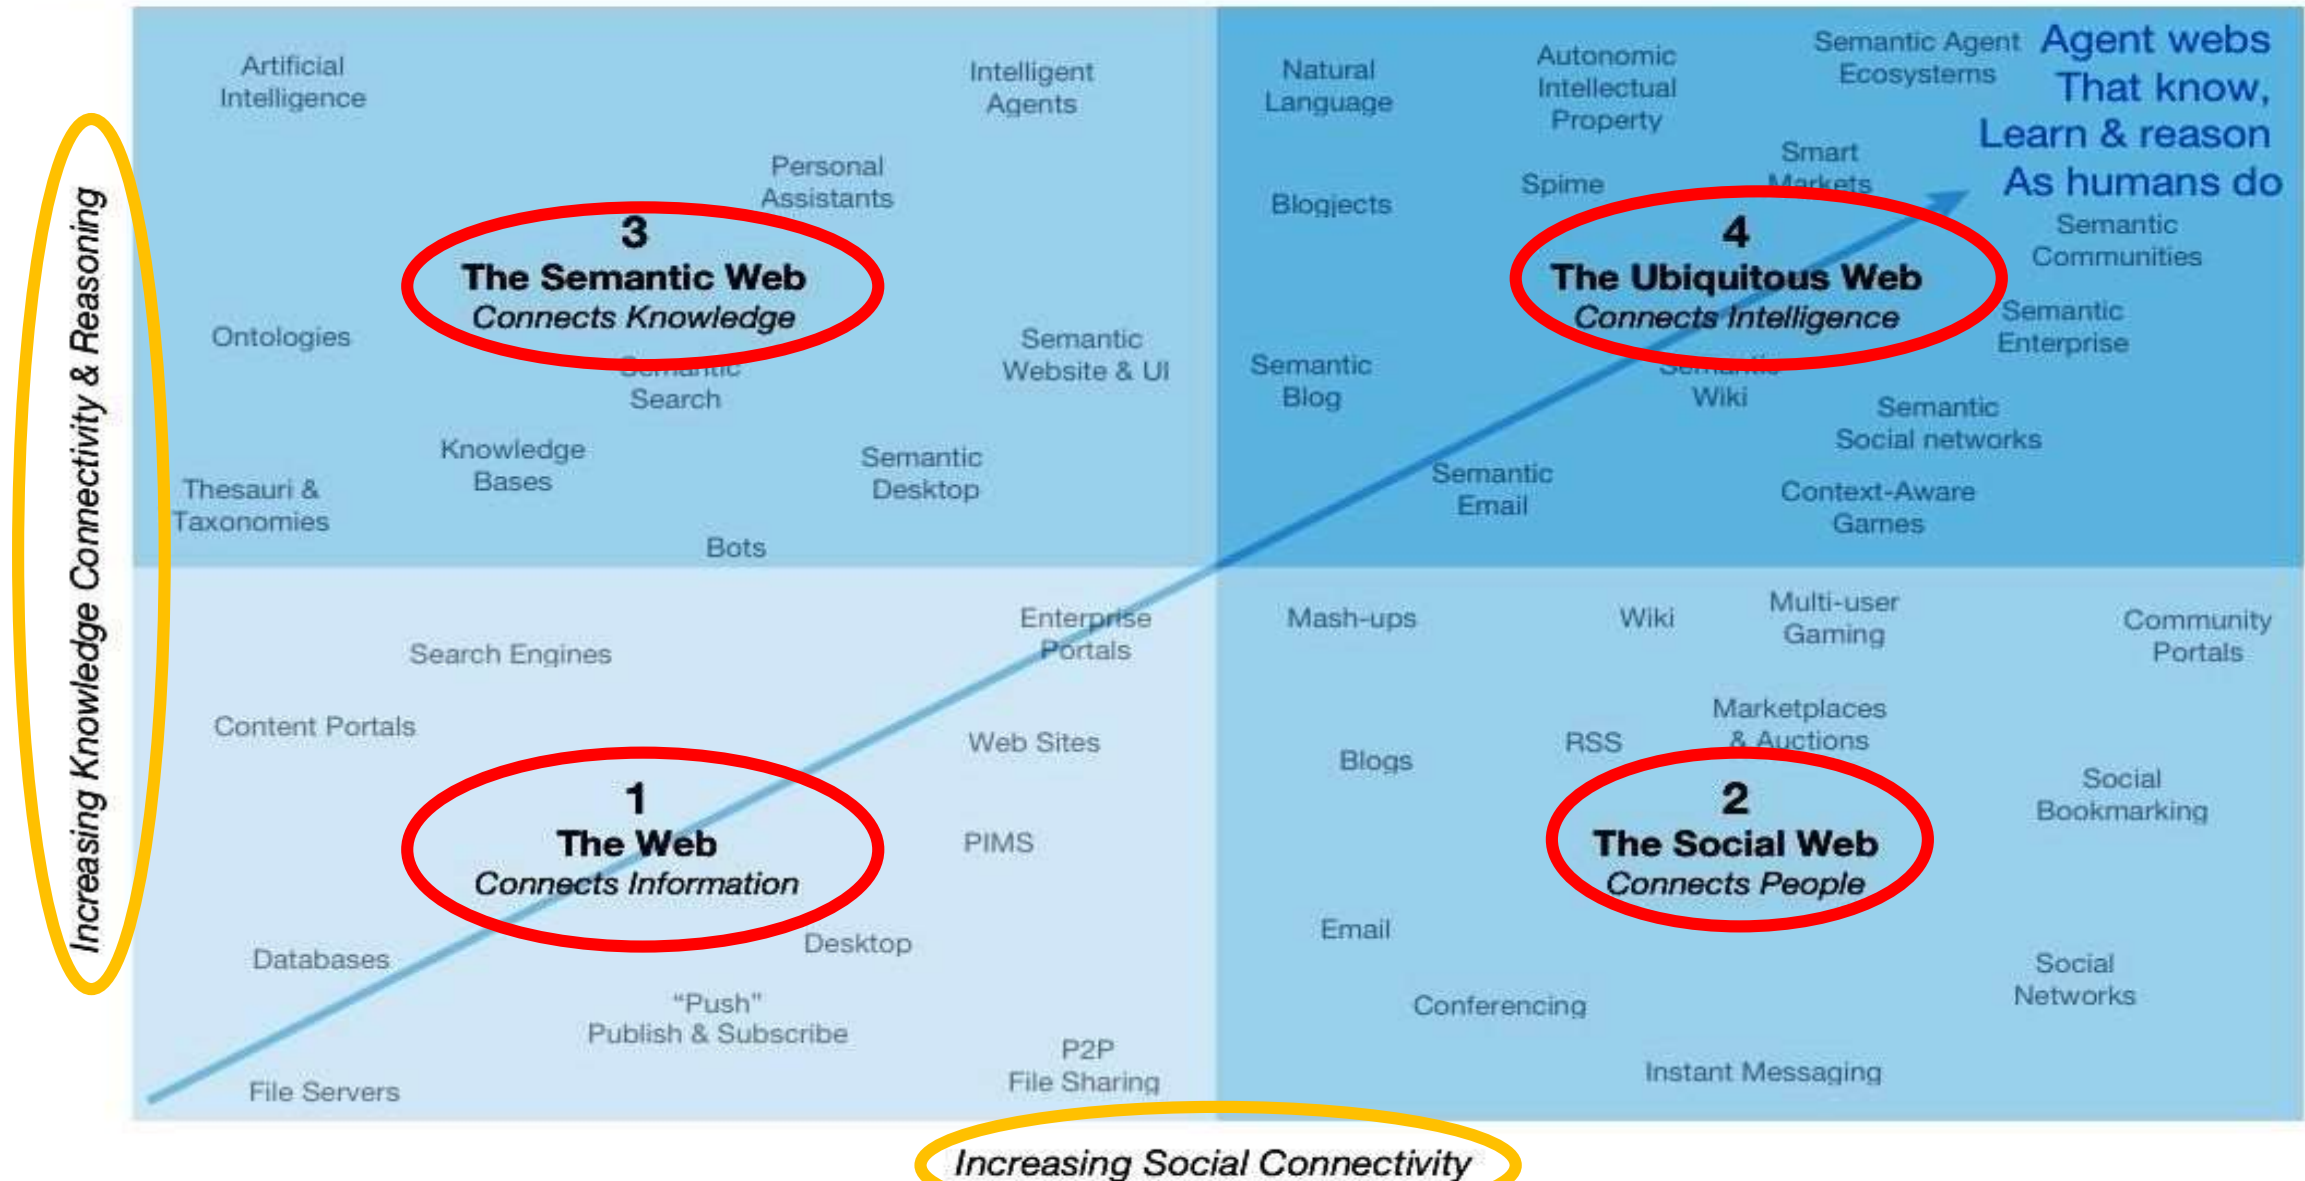 Artificial
Intelligence
Intelligent
Agents
Personal
Assistants
3
The Semantic Web
Connects Knowledge
Ontologies
Semantic
Search
Semantic
Website & UI
Knowledge
Bases
Semantic
Desktop
Thesauri &
Taxonomies
Bots
Natural
Language
Autonomic
Intellectual
Property
Semantic Agent
Ecosystems
Agent webs
That know,
Learn & reason
As humans do
Smart
Markets
Spime
Blogjects
4
The Ubiquitous Web
Connects Intelligence
Semantic
Communities
Semantic
Enterprise
Semantic
Blog
Semantic
Wiki
Semantic
Social networks
Semantic
Email
Context-Aware
Games
Increasing Knowledge Connectivity & Reasoning
Search Engines
Enterprise
Portals
Content Portals
Web Sites
1
The Web
Connects Information
PIMS
Databases
Desktop
"Push"
Publish & Subscribe
P2P
File Sharing
File Servers
Mash-ups
Wiki
Multi-user
Gaming
Community
Portals
Marketplaces
& Auctions
RSS
Blogs
Social
Bookmarking
2
The Social Web
Connects People
Email
Social
Networks
Conferencing
Instant Messaging
Increasing Social Connectivity